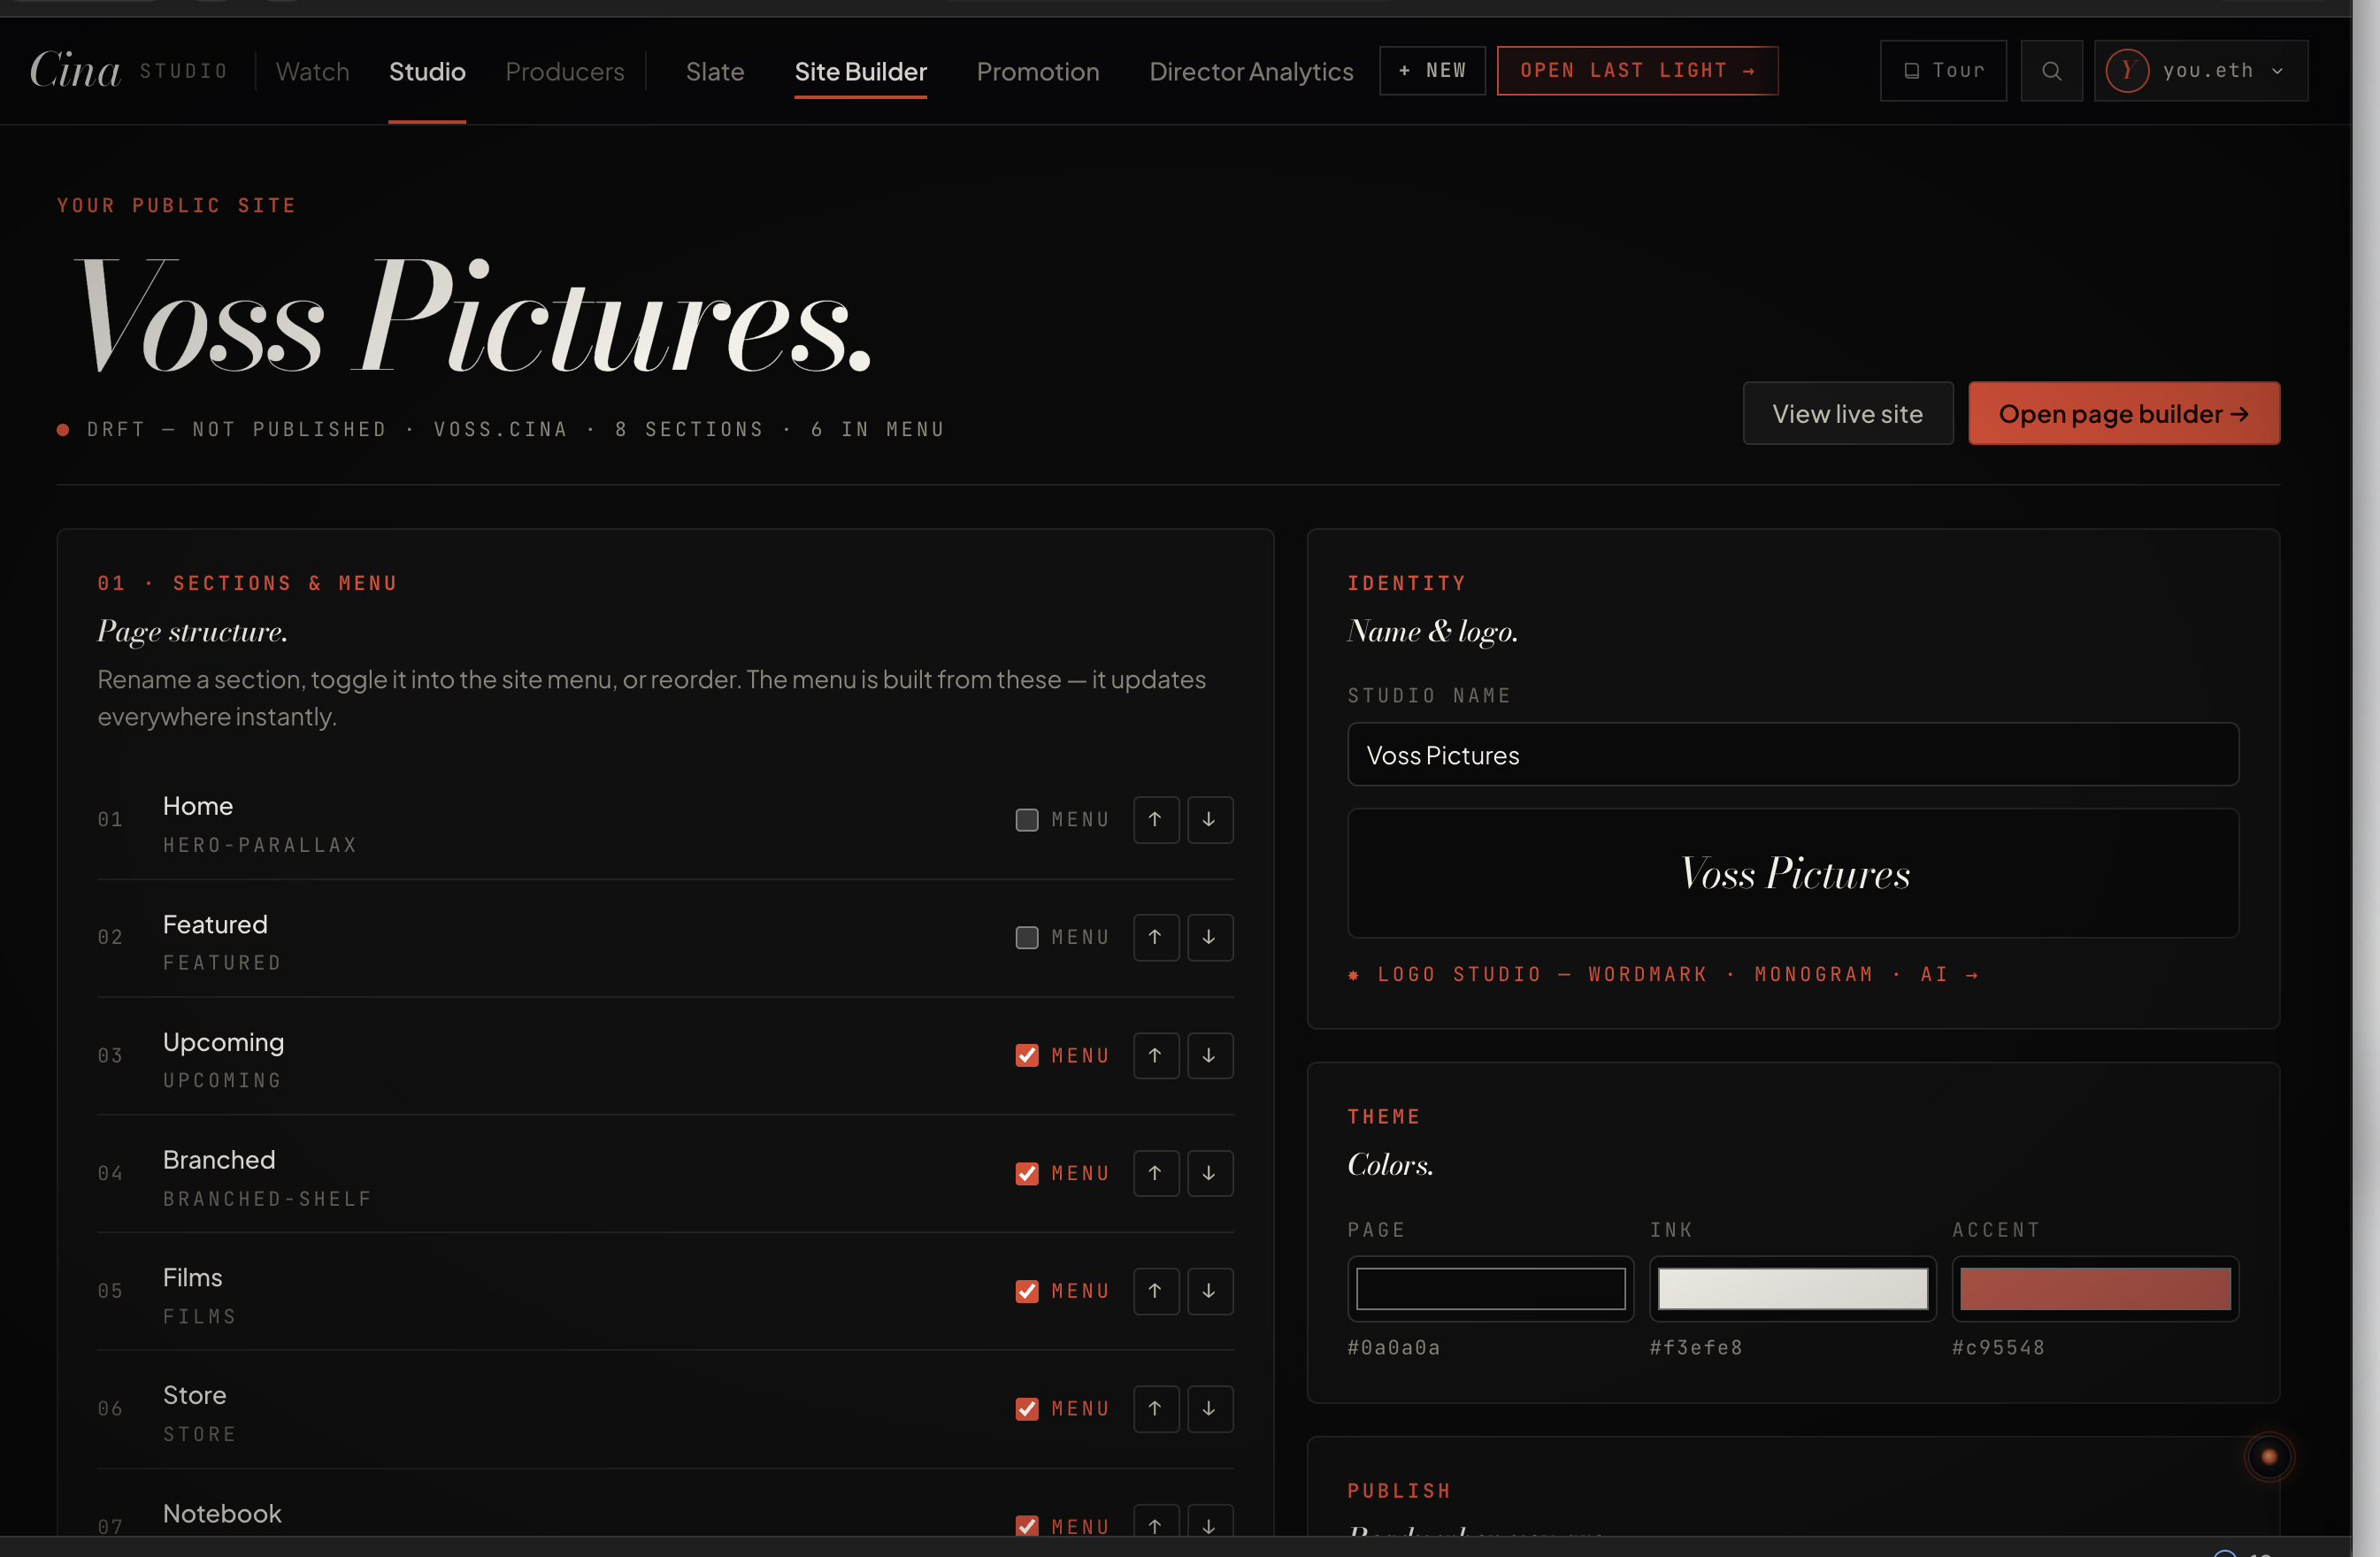 Cina STUDIO Watch Studio Producers Slate Site Builder Promotion Director Analytics + NEW OPEN LAST LIGHT → Tour Y you.eth
YOUR PUBLIC SITE
Voss Pictures.
DRFT — NOT PUBLISHED · VOSS.CINA · 8 SECTIONS · 6 IN MENU
View live site
Open page builder →
01 · SECTIONS & MENU
Page structure.
Rename a section, toggle it into the site menu, or reorder. The menu is built from these — it updates
everywhere instantly.
01 Home MENU ↑ ↓
HERO-PARALLAX
02 Featured MENU ↑ ↓
FEATURED
03 Upcoming MENU ↑ ↓
UPCOMING
04 Branched MENU ↑ ↓
BRANCHED-SHELF
05 Films MENU ↑ ↓
FILMS
06 Store MENU ↑ ↓
STORE
07 Notebook MENU ↑ ↓
IDENTITY
Name & logo.
STUDIO NAME
Voss Pictures
Voss Pictures
✸ LOGO STUDIO — WORDMARK · MONOGRAM · AI →
THEME
Colors.
PAGE INK ACCENT
#0a0a0a #f3efe8 #c95548
PUBLISH